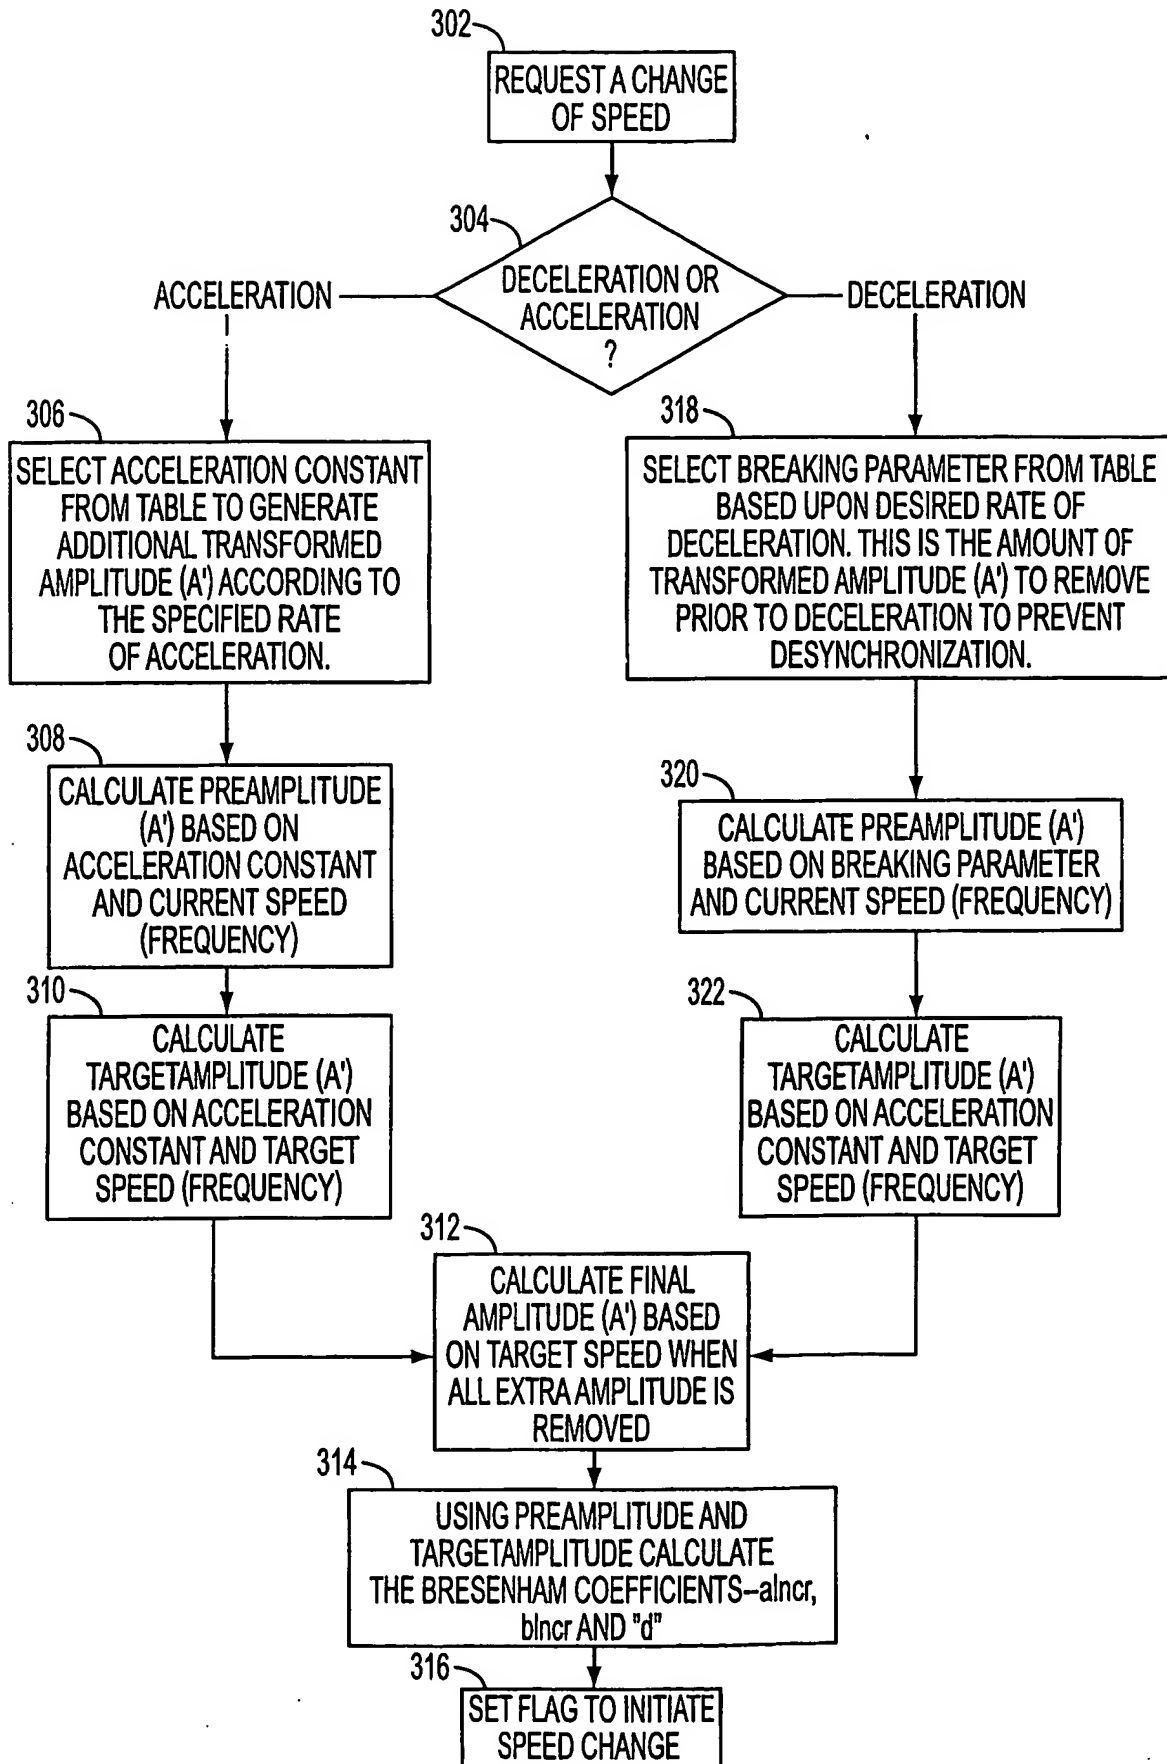 302
REQUEST A CHANGE
OF SPEED
304
DECELERATION OR
ACCELERATION
?
ACCELERATION
DECELERATION
306
SELECT ACCELERATION CONSTANT
FROM TABLE TO GENERATE
ADDITIONAL TRANSFORMED
AMPLITUDE (A') ACCORDING TO
THE SPECIFIED RATE
OF ACCELERATION.
318
SELECT BREAKING PARAMETER FROM TABLE
BASED UPON DESIRED RATE OF
DECELERATION. THIS IS THE AMOUNT OF
TRANSFORMED AMPLITUDE (A') TO REMOVE
PRIOR TO DECELERATION TO PREVENT
DESYNCHRONIZATION.
308
CALCULATE PREAMPLITUDE
(A') BASED ON
ACCELERATION CONSTANT
AND CURRENT SPEED
(FREQUENCY)
320
CALCULATE PREAMPLITUDE (A')
BASED ON BREAKING PARAMETER
AND CURRENT SPEED (FREQUENCY)
310
CALCULATE
TARGETAMPLITUDE (A')
BASED ON ACCELERATION
CONSTANT AND TARGET
SPEED (FREQUENCY)
322
CALCULATE
TARGETAMPLITUDE (A')
BASED ON ACCELERATION
CONSTANT AND TARGET
SPEED (FREQUENCY)
312
CALCULATE FINAL
AMPLITUDE (A') BASED
ON TARGET SPEED WHEN
ALL EXTRA AMPLITUDE IS
REMOVED
314
USING PREAMPLITUDE AND
TARGETAMPLITUDE CALCULATE
THE BRESENHAM COEFFICIENTS–aIncr,
bIncr AND "d"
316
SET FLAG TO INITIATE
SPEED CHANGE